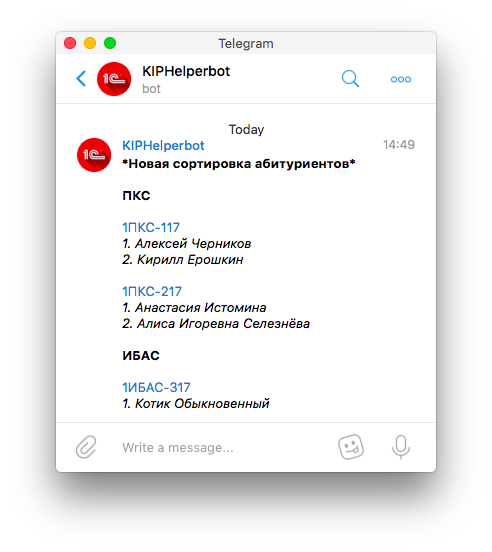 Telegram
KIPHelperbot
bot
Today
KIPHelperbot 14:49
*Новая сортировка абитуриентов*
ПКС
1ПКС-117
1. Алексей Черников
2. Кирилл Ерошкин
1ПКС-217
1. Анастасия Истомина
2. Алиса Игоревна Селезнёва
ИБАС
1ИБАС-317
1. Котик Обыкновенный
Write a message...